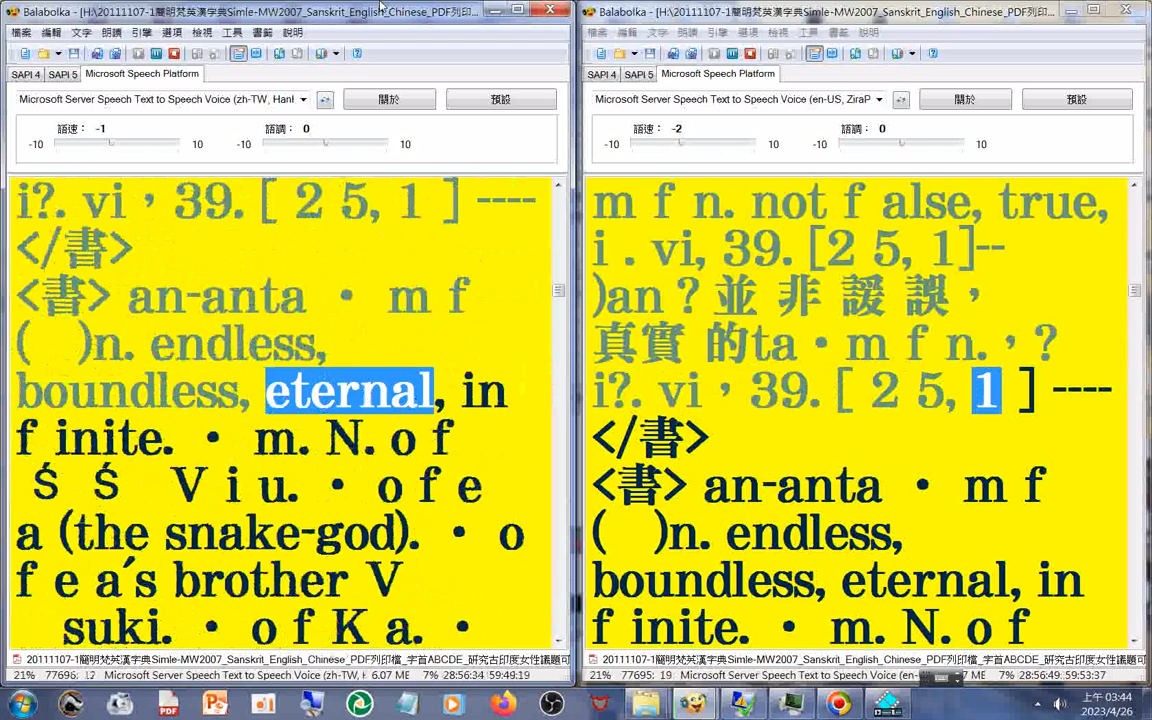 Balabolka - [H:\20111107-1簡明梵英漢字典Simle-MW2007_Sanskrit_English_Chinese_PDF列印...
檔案 編輯 文字 朗讀 引擎 選項 檢視 工具 書籤 說明
SAPI 4 SAPI 5 Microsoft Speech Platform
Microsoft Server Speech Text to Speech Voice (zh-TW, Hanl
關於 預設
語速： -1 語調： 0
-10 10 -10 10
i?. vi，39. [ 2 5, 1 ] ----
</書>
<書> an-anta • m f
( )n. endless,
boundless, eternal, in
f inite. • m. N. o f
Ś Ś V i u. • o f e
a (the snake-god). • o
f e a´s brother V
suki. • o f K a. •
20111107-1簡明梵英漢字典Simle-MW2007_Sanskrit_English_Chinese_PDF列印檔_字首ABCDE_研究古印度女性議題可
21% 77696: 12 Microsoft Server Speech Text to Speech Voice (zh-TW, H 6.07 MB 7% 28:56:34-59:49:19
Balabolka - [H:\20111107-1簡明梵英漢字典Simle-MW2007_Sanskrit_English_Chinese_PDF列印...
檔案 編輯 文字 朗讀 引擎 選項 檢視 工具 書籤 說明
SAPI 4 SAPI 5 Microsoft Speech Platform
Microsoft Server Speech Text to Speech Voice (en-US, ZiraP
關於 預設
語速： -2 語調： 0
-10 10 -10 10
m f n. not f alse, true,
i . vi, 39. [2 5, 1]--
)an？並 非 謬 誤，
真實 的ta•m f n.，?
i?. vi，39. [ 2 5, 1 ] ----
</書>
<書> an-anta • m f
( )n. endless,
boundless, eternal, in
f inite. • m. N. o f
20111107-1簡明梵英漢字典Simle-MW2007_Sanskrit_English_Chinese_PDF列印檔_字首ABCDE_研究古印度女性議題可
21% 77695: 19 Microsoft Server Speech Text to Speech Voice (en-US, 7% 28:56:49-59:53:37
上午 03:44
2023/4/26